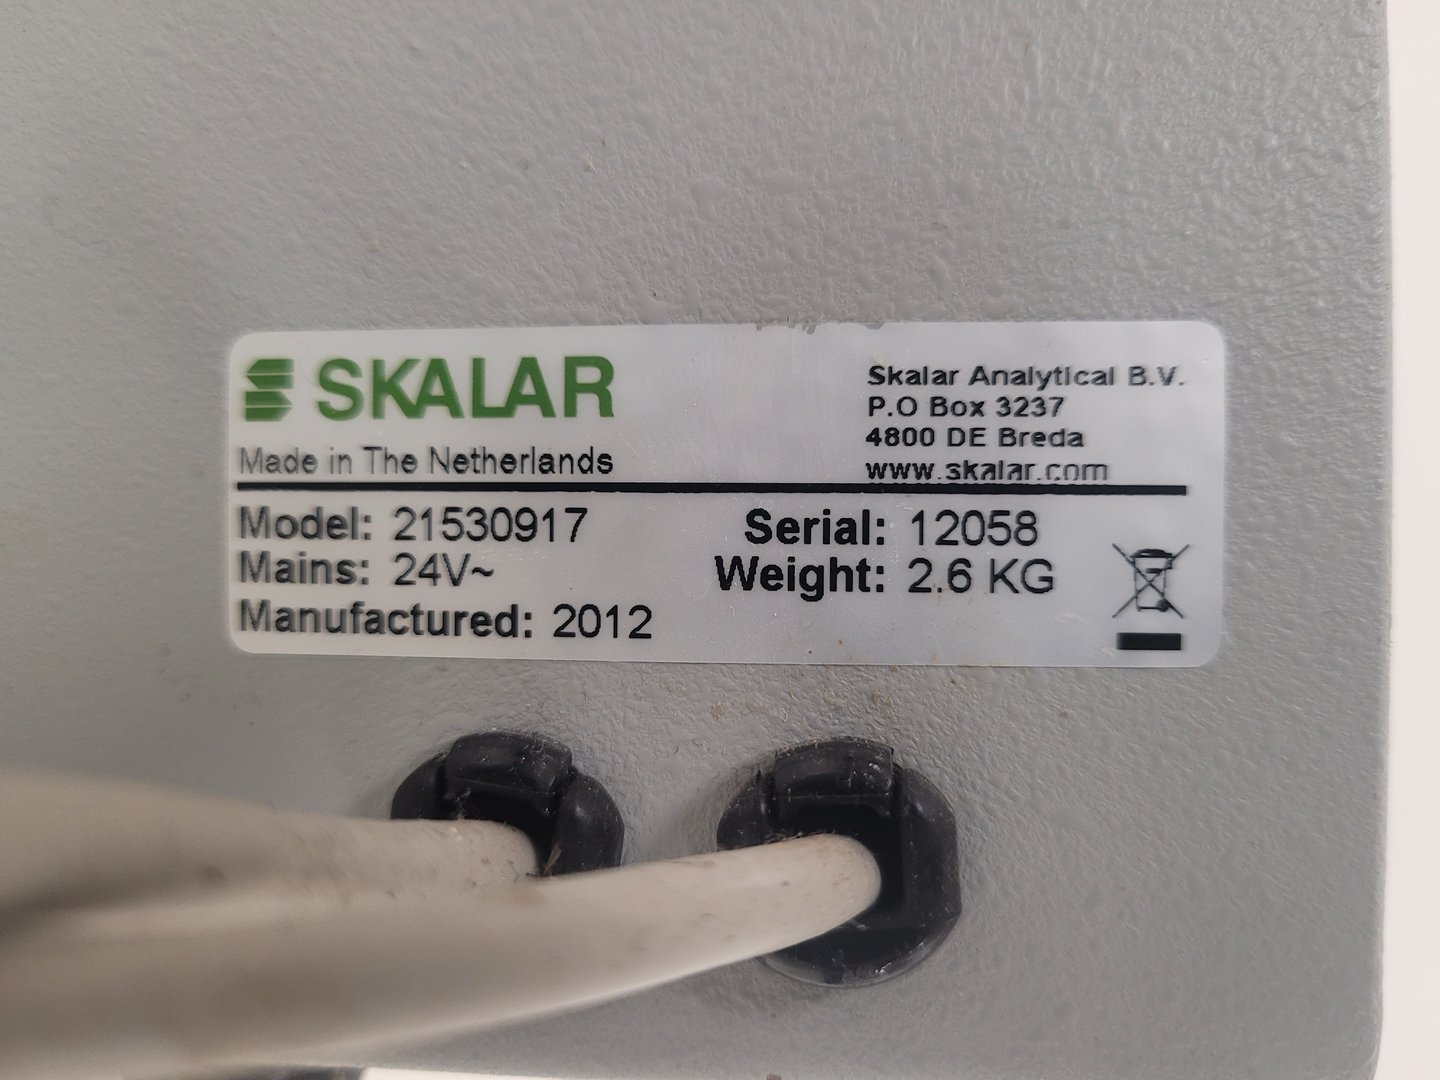 SKALAR
Made in The Netherlands
Skalar Analytical B.V.
P.O Box 3237
4800 DE Breda
www.skalar.com
Model: 21530917
Mains: 24V~
Manufactured: 2012
Serial: 12058
Weight: 2.6 KG